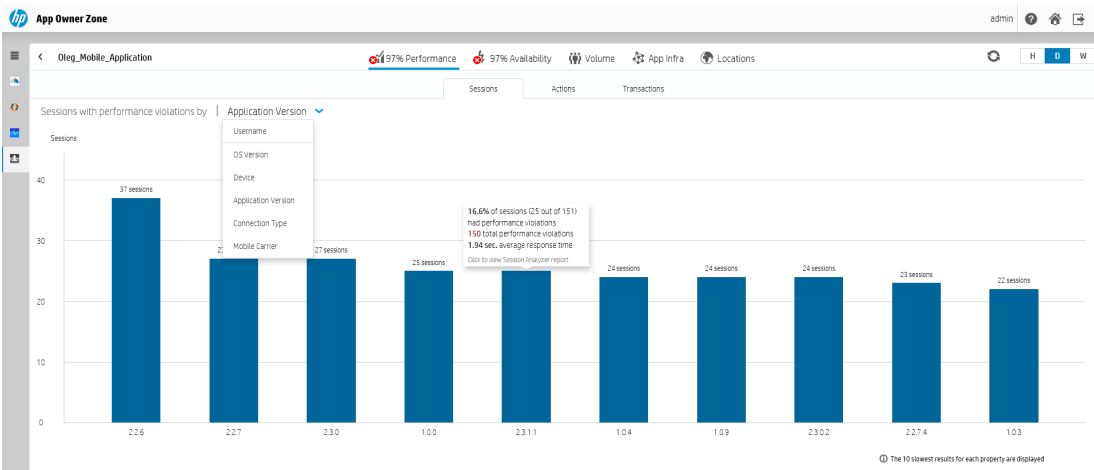 hp App Owner Zone admin
Oleg_Mobile_Application 97% Performance 97% Availability Volume App Infra Locations H D W
Sessions Actions Transactions
Sessions with performance violations by | Application Version
Username
OS Version
Device
Application Version
Connection Type
Mobile Carrier
Sessions
40
30
20
10
0
37 sessions
27 sessions
25 sessions
16.6% of sessions (25 out of 151)
had performance violations
150 total performance violations
1.94 sec. average response time
Click to view Session Analyzer report
24 sessions
24 sessions
24 sessions
23 sessions
22 sessions
2.2.6 2.2.7 2.3.0 1.0.0 2.3.1.1 1.0.4 1.0.9 2.3.0.2 2.2.7.4 1.0.3
The 10 slowest results for each property are displayed